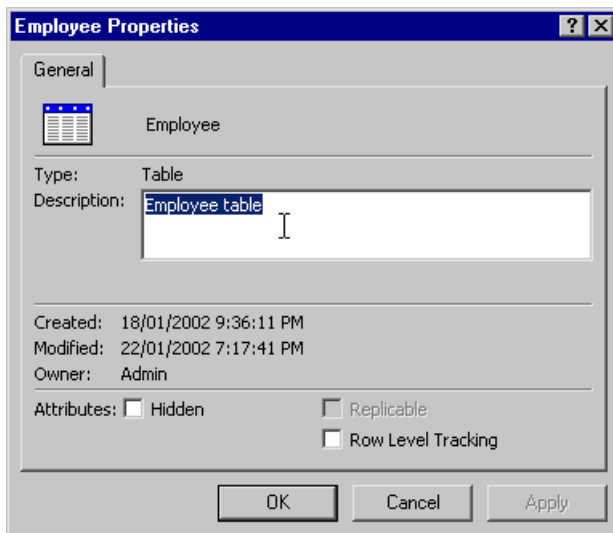 Employee Properties
General
Employee
Type: Table
Description: Employee table
Created: 18/01/2002 9:36:11 PM
Modified: 22/01/2002 7:17:41 PM
Owner: Admin
Attributes: Hidden Replicable
Row Level Tracking
OK Cancel Apply